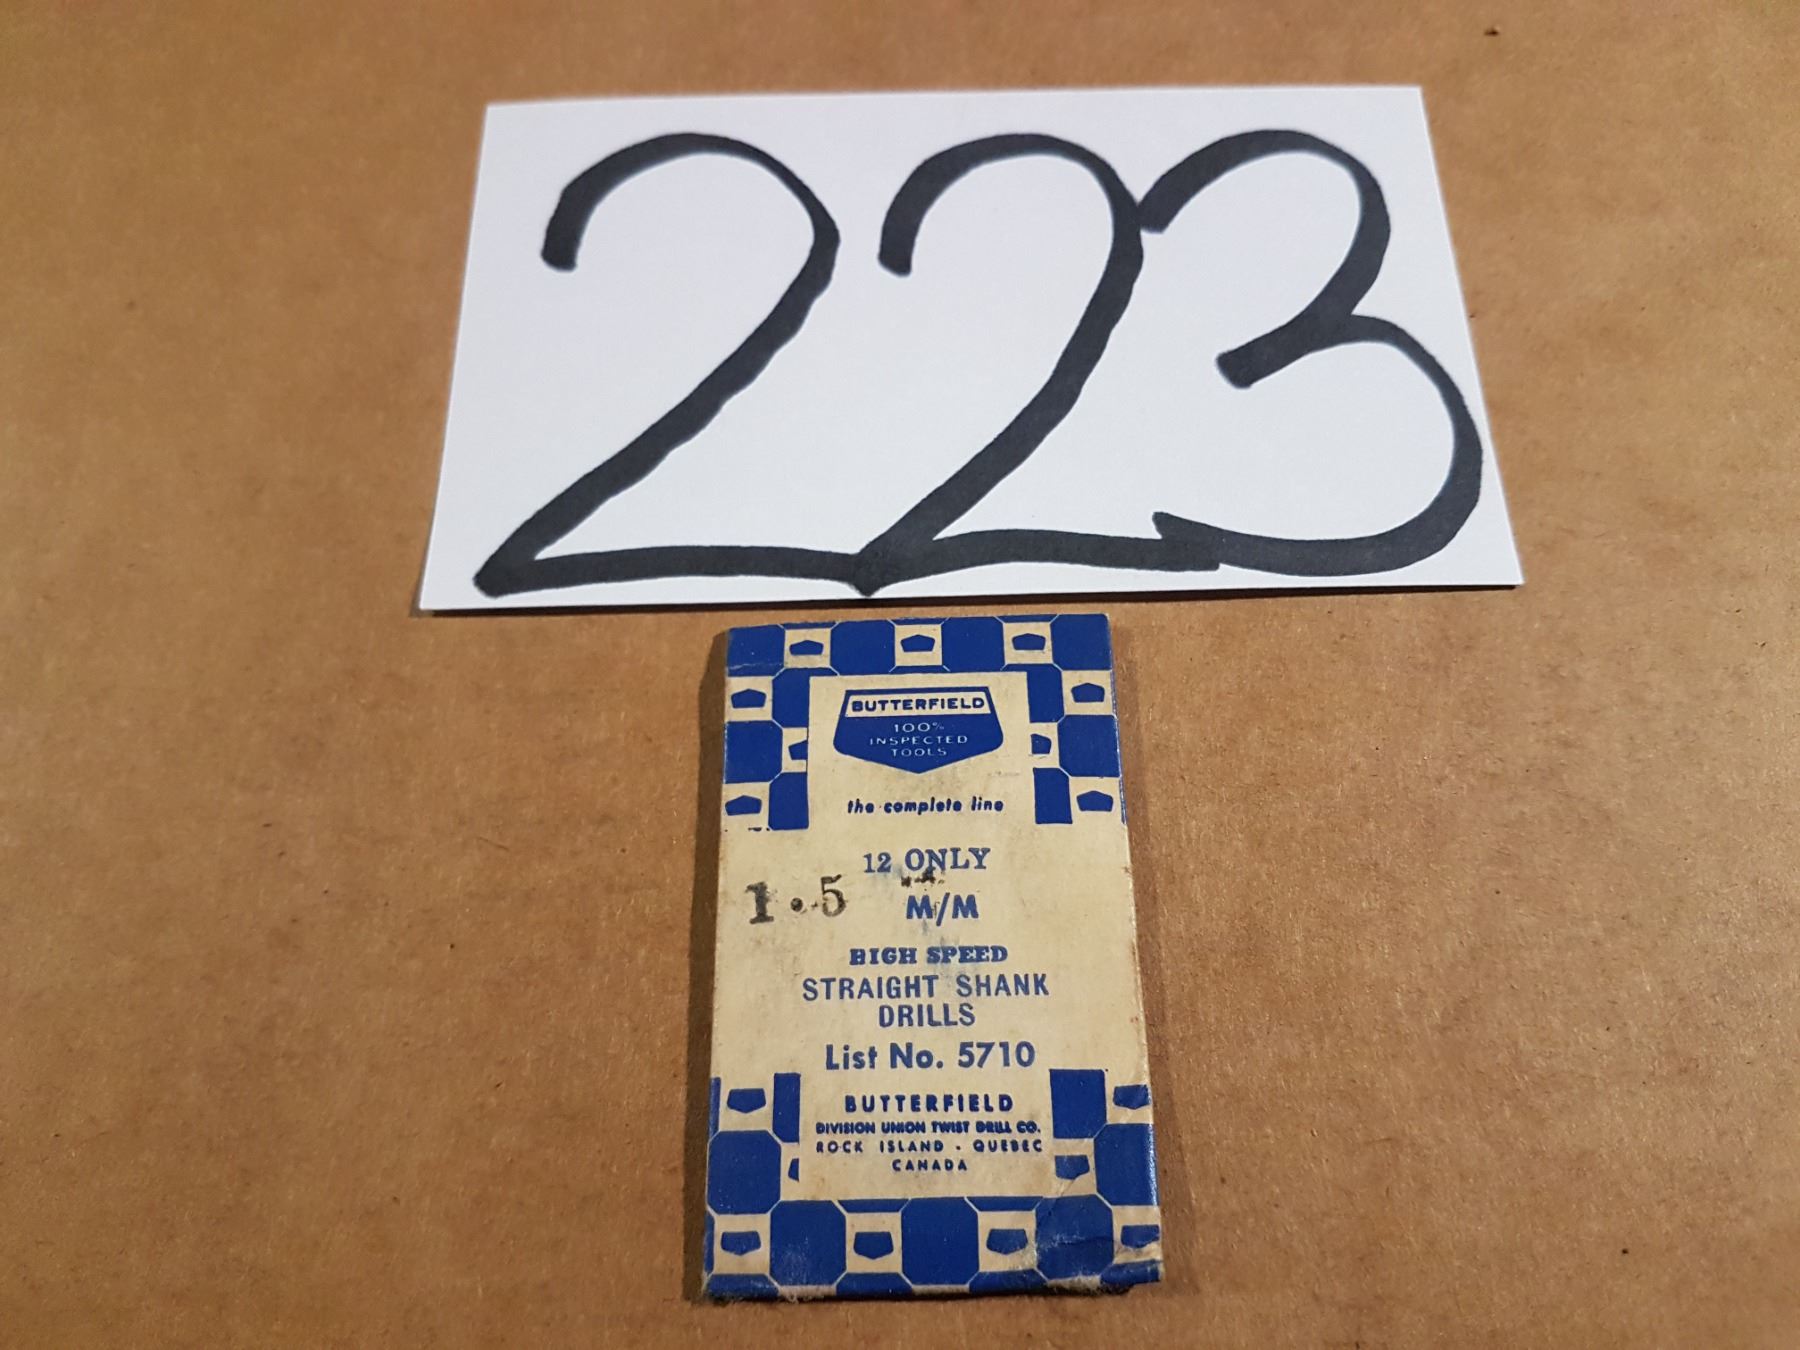 223
BUTTERFIELD
100%
INSPECTED
TOOLS
the complete line
12 ONLY
1.5 M/M
HIGH SPEED
STRAIGHT SHANK
DRILLS
List No. 5710
BUTTERFIELD
DIVISION UNION TWIST DRILL CO.
ROCK ISLAND - QUEBEC
CANADA